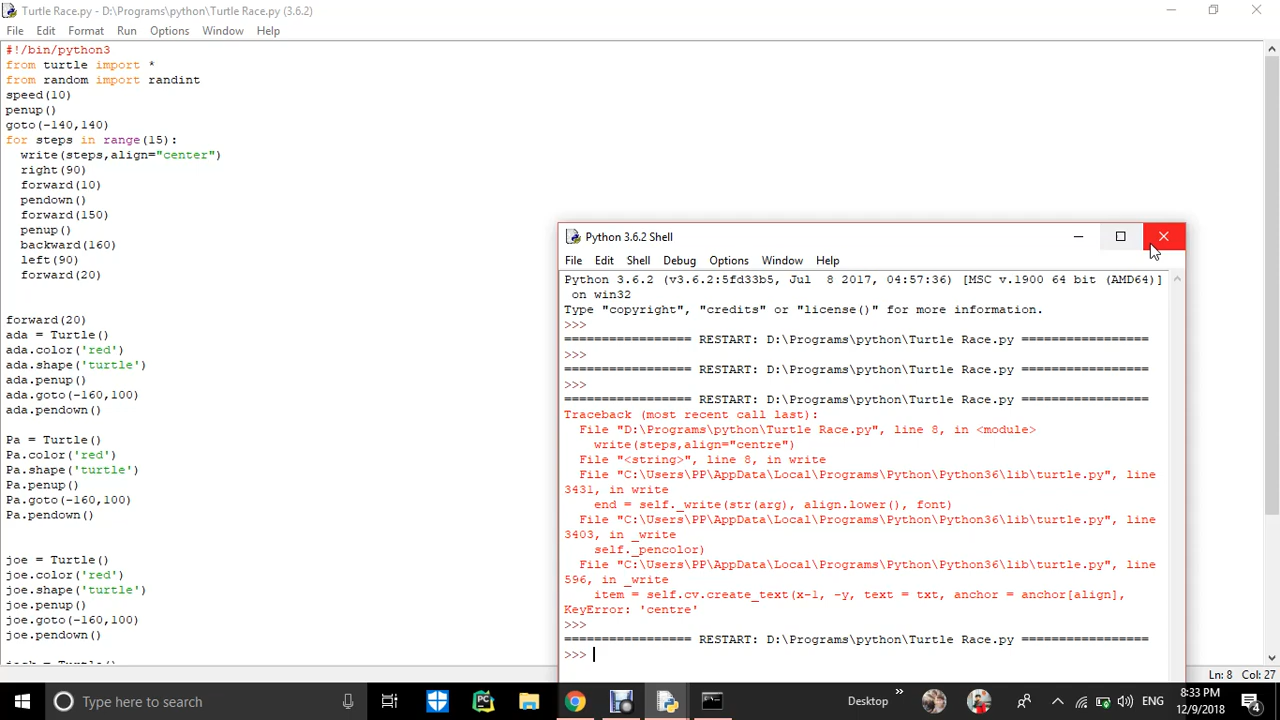 Turtle Race.py - D:\Programs\python\Turtle Race.py (3.6.2)
File Edit Format Run Options Window Help
#!/bin/python3
from turtle import *
from random import randint
speed(10)
penup()
goto(-140,140)
for steps in range(15):
  write(steps,align="center")
  right(90)
  forward(10)
  pendown()
  forward(150)
  penup()
  backward(160)
  left(90)
  forward(20)
forward(20)
ada = Turtle()
ada.color('red')
ada.shape('turtle')
ada.penup()
ada.goto(-160,100)
ada.pendown()
Pa = Turtle()
Pa.color('red')
Pa.shape('turtle')
Pa.penup()
Pa.goto(-160,100)
Pa.pendown()
joe = Turtle()
joe.color('red')
joe.shape('turtle')
joe.penup()
joe.goto(-160,100)
joe.pendown()
Python 3.6.2 Shell
File Edit Shell Debug Options Window Help
Python 3.6.2 (v3.6.2:5fd33b5, Jul  8 2017, 04:57:36) [MSC v.1900 64 bit (AMD64)]
 on win32
Type "copyright", "credits" or "license()" for more information.
>>>
================= RESTART: D:\Programs\python\Turtle Race.py =================
>>>
================= RESTART: D:\Programs\python\Turtle Race.py =================
>>>
================= RESTART: D:\Programs\python\Turtle Race.py =================
Traceback (most recent call last):
  File "D:\Programs\python\Turtle Race.py", line 8, in <module>
    write(steps,align="centre")
  File "<string>", line 8, in write
  File "C:\Users\PP\AppData\Local\Programs\Python\Python36\lib\turtle.py", line
3431, in write
    end = self._write(str(arg), align.lower(), font)
  File "C:\Users\PP\AppData\Local\Programs\Python\Python36\lib\turtle.py", line
3403, in _write
    self._pencolor)
  File "C:\Users\PP\AppData\Local\Programs\Python\Python36\lib\turtle.py", line
596, in _write
    item = self.cv.create_text(x-1, -y, text = txt, anchor = anchor[align],
KeyError: 'centre'
>>>
================= RESTART: D:\Programs\python\Turtle Race.py =================
>>>
Ln: 8 Col: 27
Type here to search
PC
Desktop
ENG
8:33 PM
12/9/2018
4